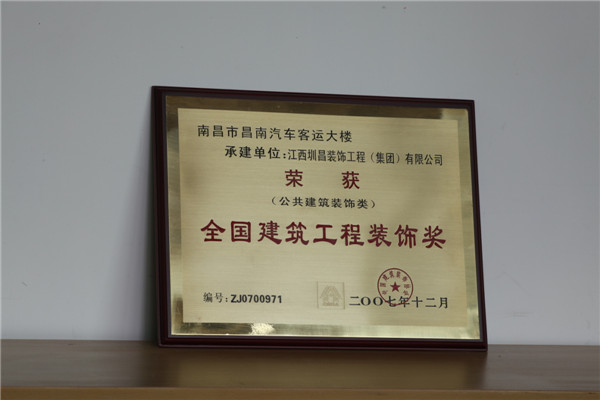 南昌市昌南汽车客运大楼
承建单位:江西圳昌装饰工程(集团)有限公司
荣 获
(公共建筑装饰类)
全国建筑工程装饰奖
编号:ZJ0700971
二〇〇七年十二月